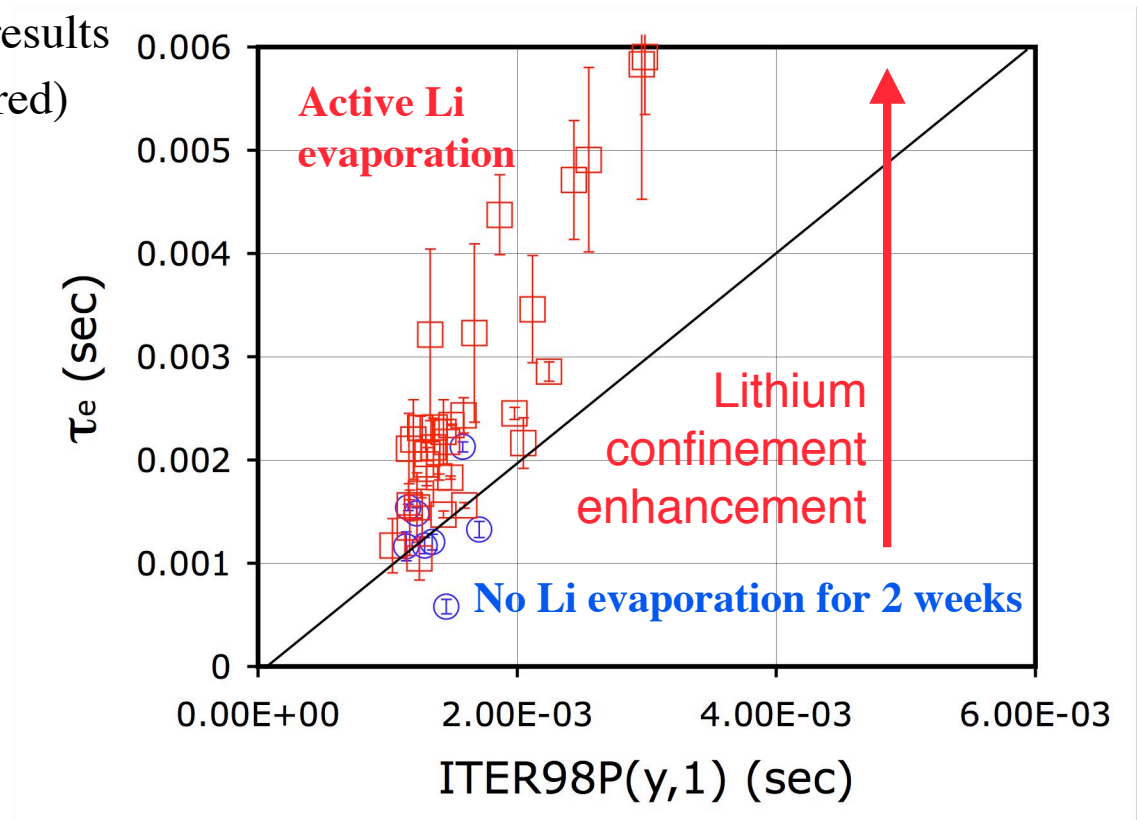 results
red)
0.006
0.005
0.004
0.003
0.002
0.001
0
τe (sec)
Active Li
evaporation
Lithium
confinement
enhancement
No Li evaporation for 2 weeks
0.00E+00 2.00E-03 4.00E-03 6.00E-03
ITER98P(y,1) (sec)